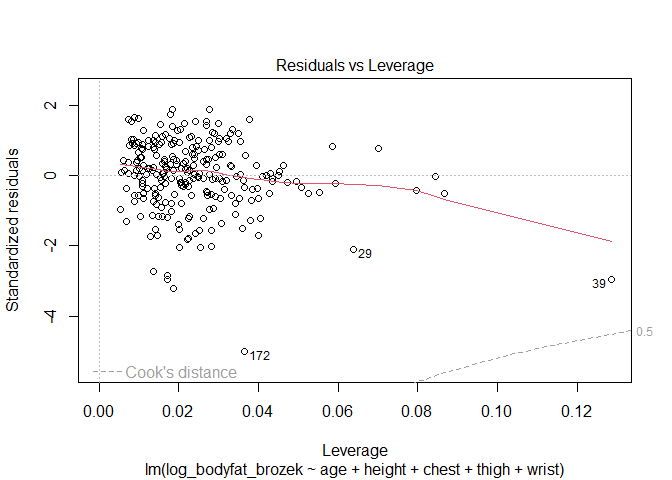 Residuals vs Leverage
Standardized residuals
2
0
-2
-4
29
39
172
0.5
Cook's distance
0.00 0.02 0.04 0.06 0.08 0.10 0.12
Leverage
lm(log_bodyfat_brozek ~ age + height + chest + thigh + wrist)